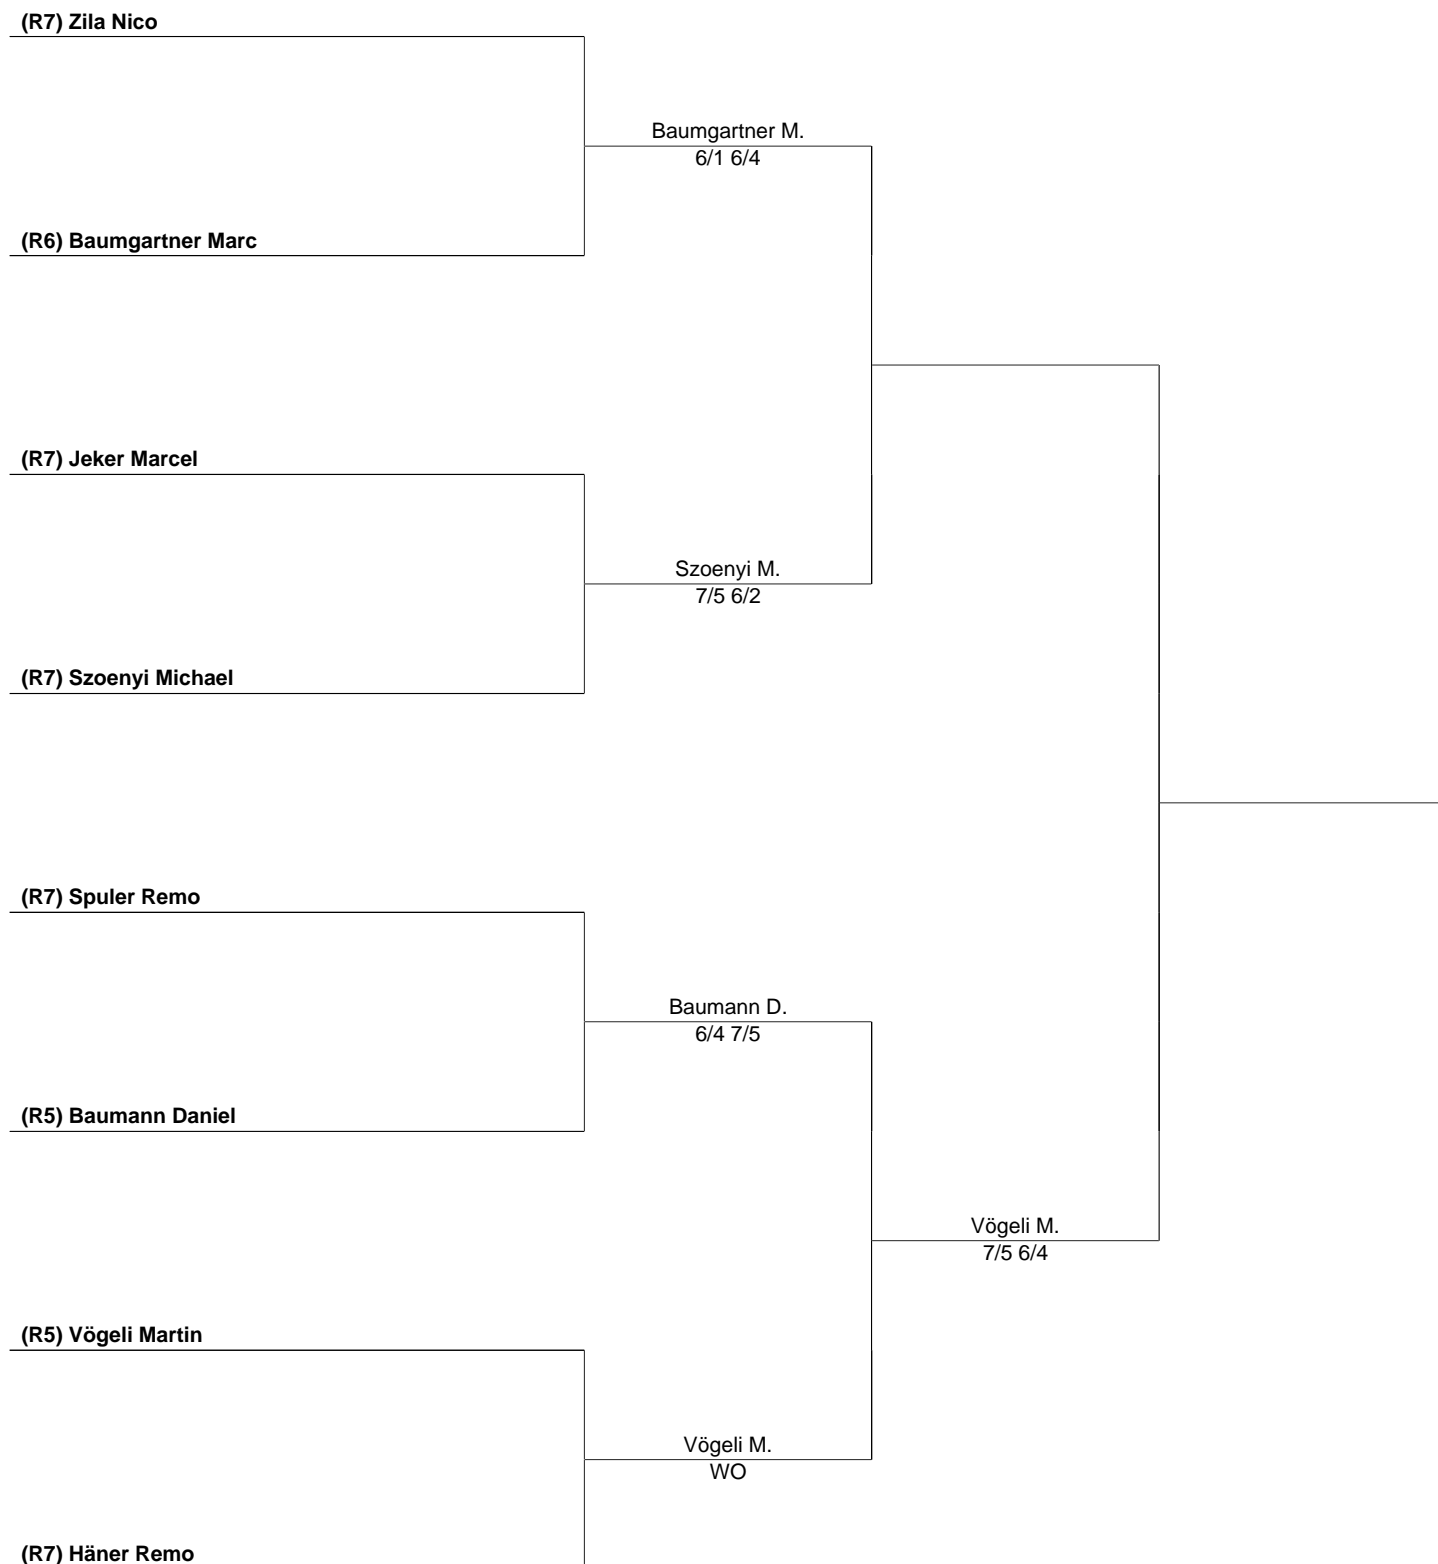 (R7) Zila Nico
Baumgartner M.
6/1 6/4
(R6) Baumgartner Marc
(R7) Jeker Marcel
Szoenyi M.
7/5 6/2
(R7) Szoenyi Michael
(R7) Spuler Remo
Baumann D.
6/4 7/5
(R5) Baumann Daniel
Vögeli M.
7/5 6/4
(R5) Vögeli Martin
Vögeli M.
WO
(R7) Häner Remo